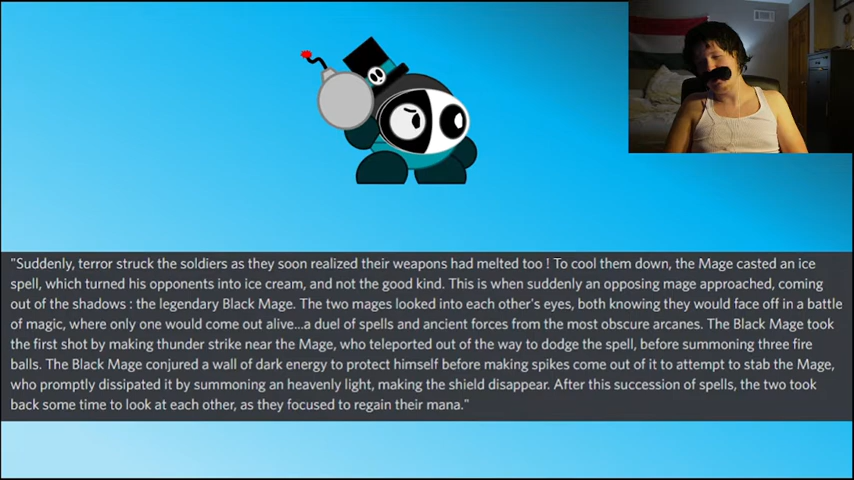 "Suddenly, terror struck the soldiers as they soon realized their weapons had melted too ! To cool them down, the Mage casted an ice
spell, which turned his opponents into ice cream, and not the good kind. This is when suddenly an opposing mage approached, coming
out of the shadows : the legendary Black Mage. The two mages looked into each other's eyes, both knowing they would face off in a battle
of magic, where only one would come out alive...a duel of spells and ancient forces from the most obscure arcanes. The Black Mage took
the first shot by making thunder strike near the Mage, who teleported out of the way to dodge the spell, before summoning three fire
balls. The Black Mage conjured a wall of dark energy to protect himself before making spikes come out of it to attempt to stab the Mage,
who promptly dissipated it by summoning an heavenly light, making the shield disappear. After this succession of spells, the two took
back some time to look at each other, as they focused to regain their mana."